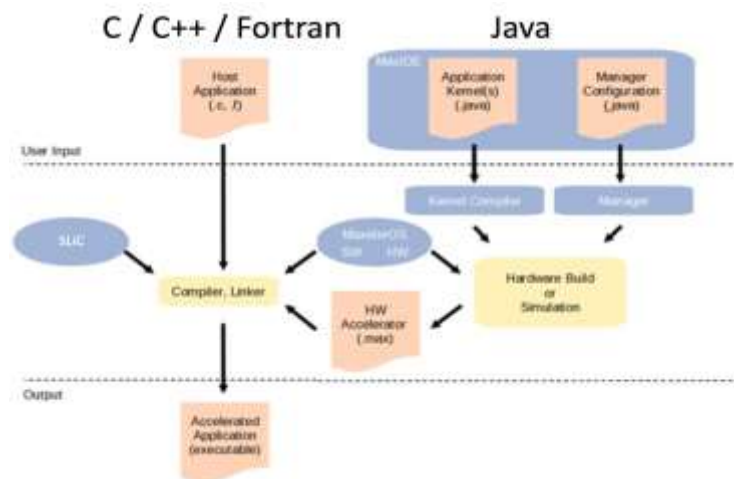 C / C++ / Fortran
Java
MaxIDE
Host
Application
(.c, .f)
Application
Kernel(s)
(.java)
Manager
Configuration
(.java)
User Input
Kernel Compiler
Manager
SLiC
MaxelerOS
SW HW
Compiler, Linker
Hardware Build
or
Simulation
HW
Accelerator
(.max)
Output
Accelerated
Application
(executable)